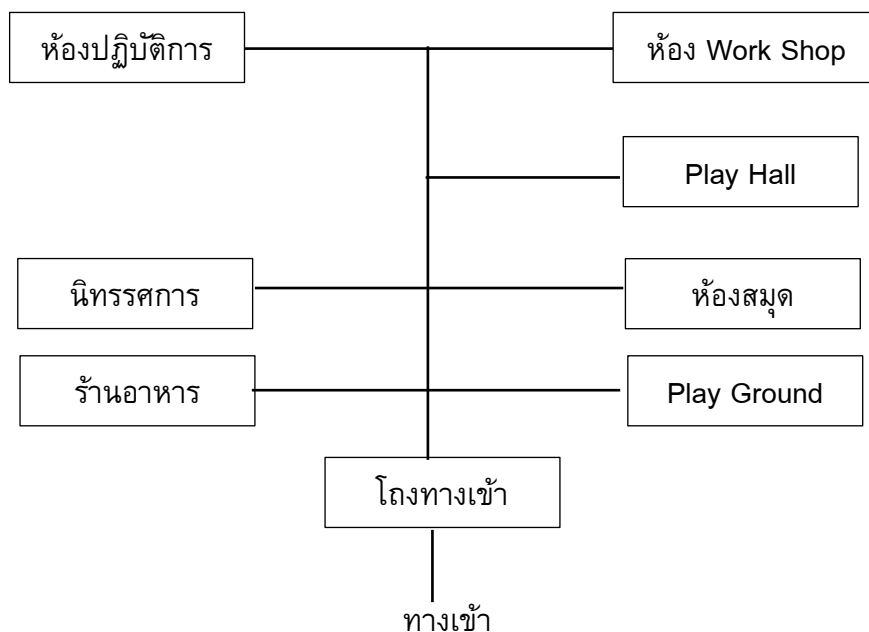 ห้องปฏิบัติการ
ห้อง Work Shop
Play Hall
นิทรรศการ
ห้องสมุด
ร้านอาหาร
Play Ground
โถงทางเข้า
ทางเข้า